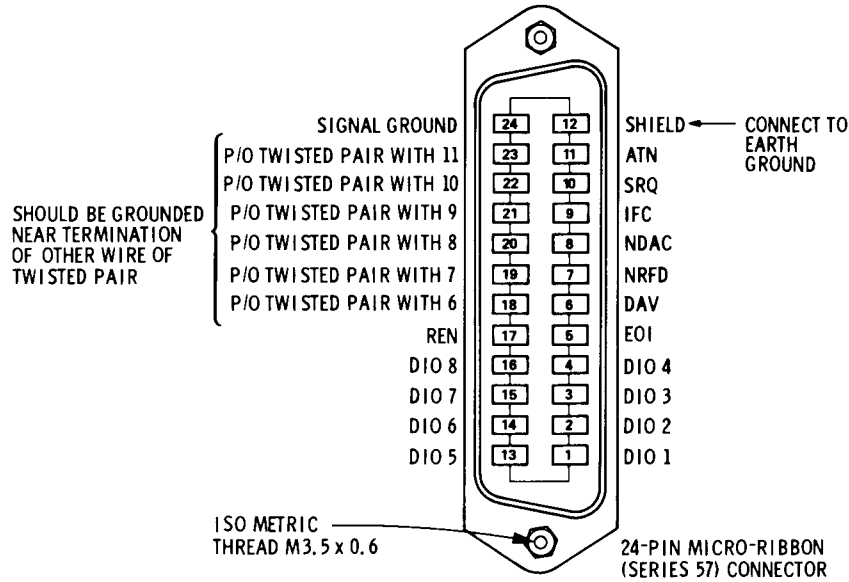 SIGNAL GROUND 24 12 SHIELD CONNECT TO EARTH GROUND
P/O TWISTED PAIR WITH 11 23 11 ATN
P/O TWISTED PAIR WITH 10 22 10 SRQ
P/O TWISTED PAIR WITH 9 21 9 IFC
P/O TWISTED PAIR WITH 8 20 8 NDAC
P/O TWISTED PAIR WITH 7 19 7 NRFD
P/O TWISTED PAIR WITH 6 18 6 DAV
SHOULD BE GROUNDED
NEAR TERMINATION
OF OTHER WIRE OF
TWISTED PAIR
REN 17 5 EOI
DIO 8 16 4 DIO 4
DIO 7 15 3 DIO 3
DIO 6 14 2 DIO 2
DIO 5 13 1 DIO 1
ISO METRIC
THREAD M3.5 x 0.6
24-PIN MICRO-RIBBON
(SERIES 57) CONNECTOR